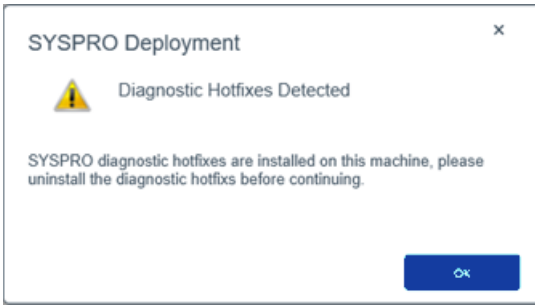 SYSPRO Deployment
x
Diagnostic Hotfixes Detected
SYSPRO diagnostic hotfixes are installed on this machine, please
uninstall the diagnostic hotfixs before continuing.
OK